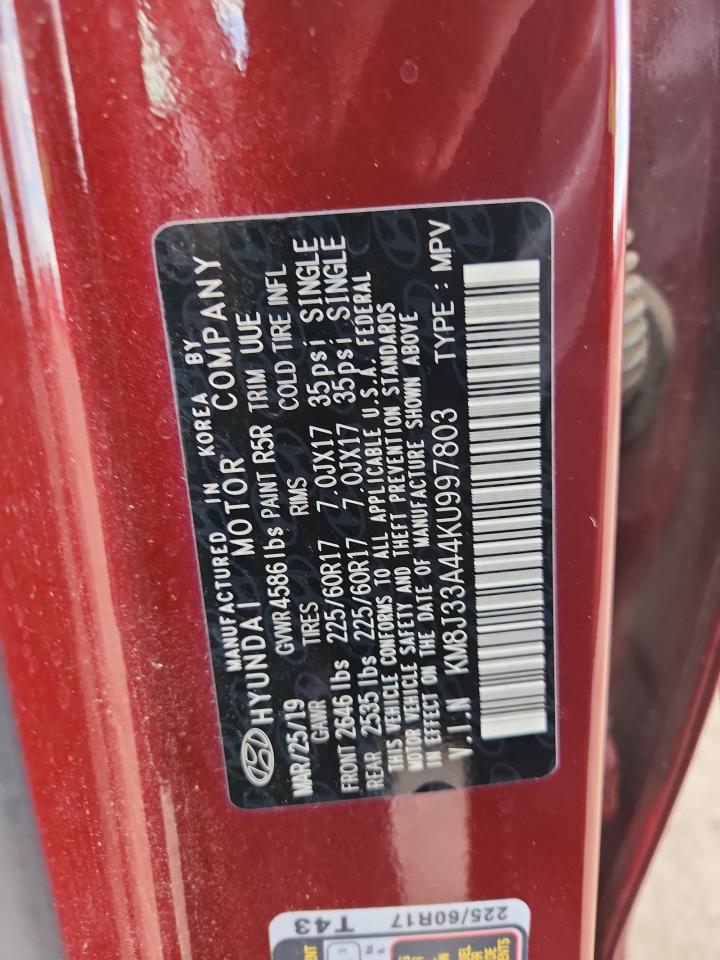 MANUFACTURED IN KOREA BY
HYUNDAI MOTOR COMPANY
MAR/25/19 GVWR 4586 lbs PAINT R5R TRIM UUE
GAWR TIRES RIMS COLD TIRE INFL
FRONT 2646 lbs 225/60R17 7.0JX17 35psi SINGLE
REAR 2535 lbs 225/60R17 7.0JX17 35psi SINGLE
THIS VEHICLE CONFORMS TO ALL APPLICABLE U.S.A. FEDERAL
MOTOR VEHICLE SAFETY AND THEFT PREVENTION STANDARDS
IN EFFECT ON THE DATE OF MANUFACTURE SHOWN ABOVE
V.I.N KM8J33A44KU997803 TYPE : MPV
225/60R17
T43